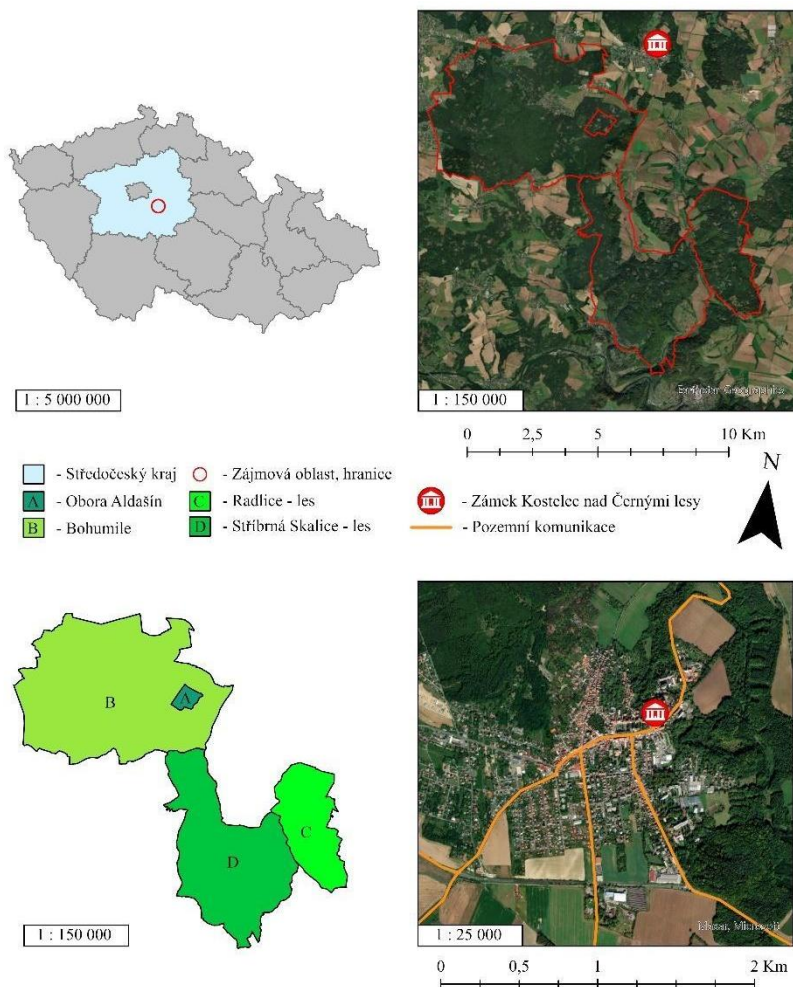 1 : 5 000 000
1 : 150 000
0 2,5 5 10 Km
- Středočeský kraj
- Zájmová oblast, hranice
A - Obora Aldašín
C - Radlice - les
- Zámek Kostelec nad Černými lesy
B - Bohumile
D - Stříbrná Skalice - les
- Pozemní komunikace
N
B
A
C
D
1 : 150 000
1 : 25 000
0 0,5 1 2 Km